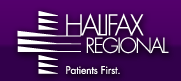 HALIFAX
REGIONAL
Patients First.